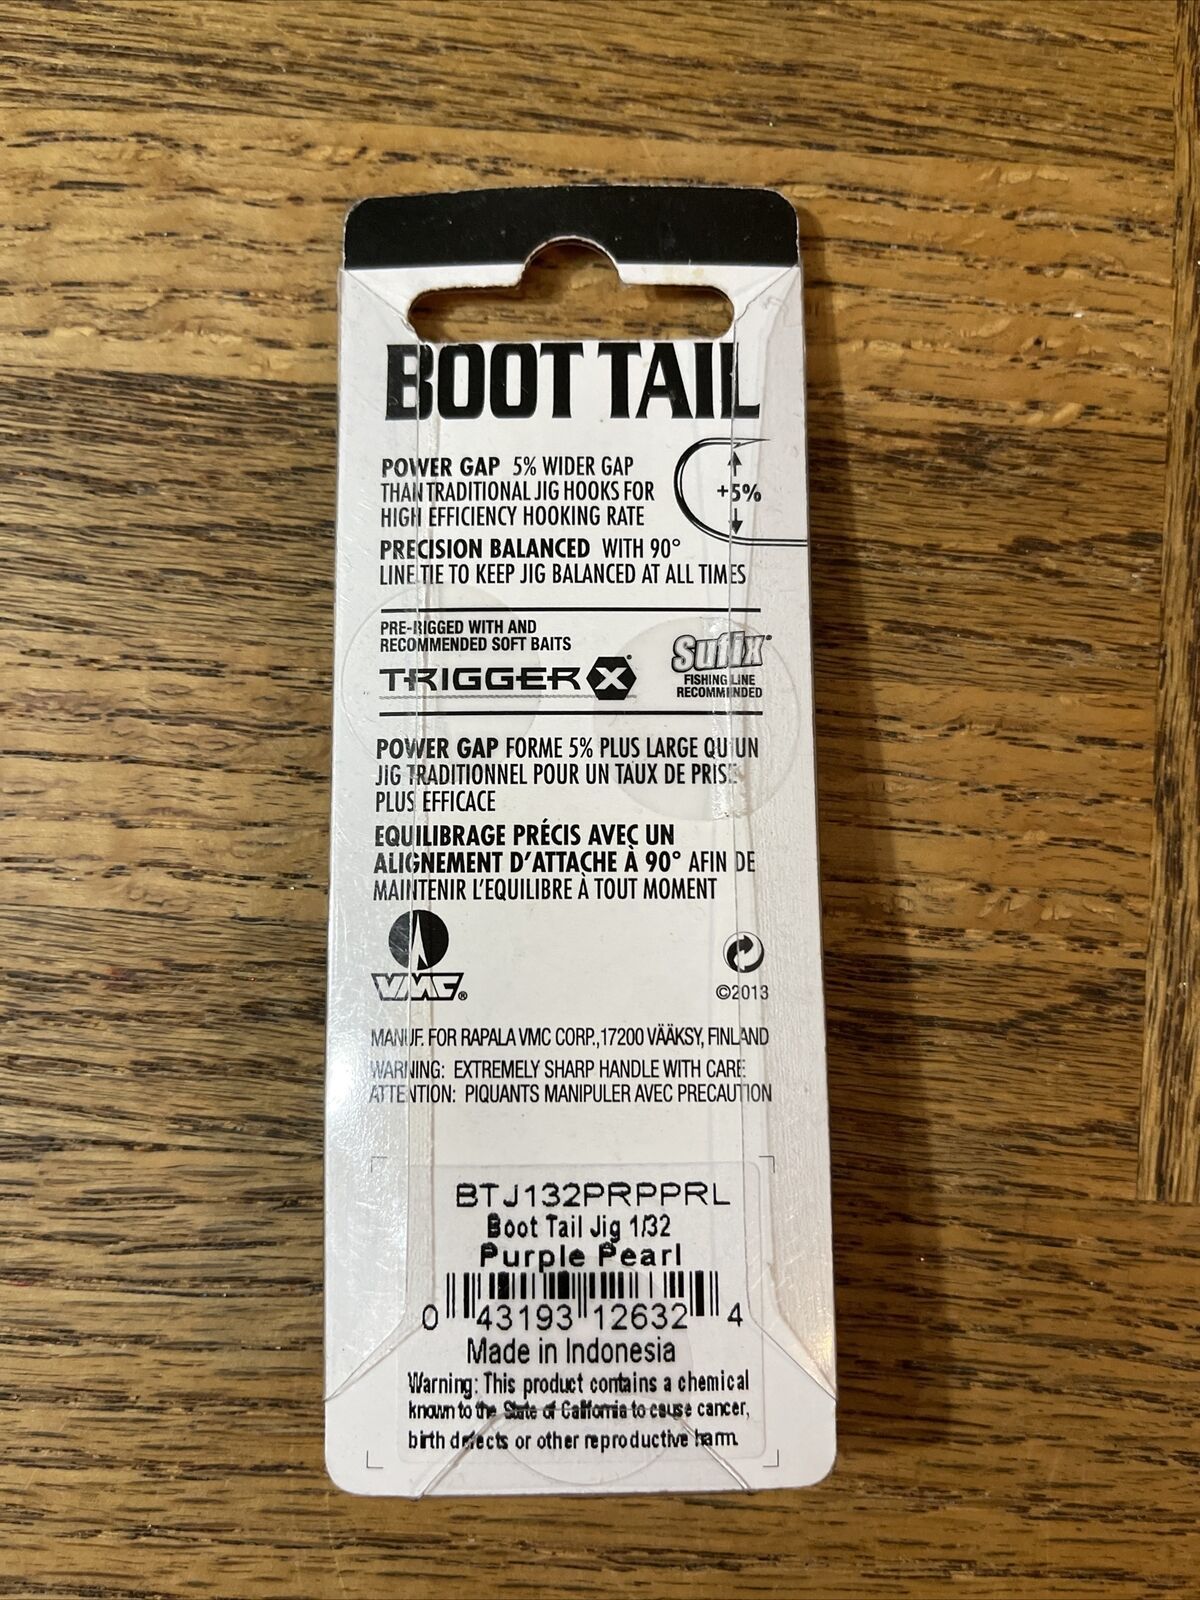 BOOT TAIL
POWER GAP 5% WIDER GAP
THAN TRADITIONAL JIG HOOKS FOR
HIGH EFFICIENCY HOOKING RATE
+5%
PRECISION BALANCED WITH 90°
LINE TIE TO KEEP JIG BALANCED AT ALL TIMES
PRE-RIGGED WITH AND
RECOMMENDED SOFT BAITS
TRIGGER X
Sufix®
FISHING LINE
RECOMMENDED
POWER GAP FORME 5% PLUS LARGE QU'UN
JIG TRADITIONNEL POUR UN TAUX DE PRISE
PLUS EFFICACE
EQUILIBRAGE PRÉCIS AVEC UN
ALIGNEMENT D'ATTACHE À 90° AFIN DE
MAINTENIR L'EQUILIBRE À TOUT MOMENT
VMC®
©2013
MANUF. FOR RAPALA VMC CORP., 17200 VÄÄKSY, FINLAND
WARNING: EXTREMELY SHARP HANDLE WITH CARE
ATTENTION: PIQUANTS MANIPULER AVEC PRECAUTION
BTJ132PRPPRL
Boot Tail Jig 1/32
Purple Pearl
0 43193 12632 4
Made in Indonesia
Warning: This product contains a chemical
known to the State of California to cause cancer,
birth defects or other reproductive harm.